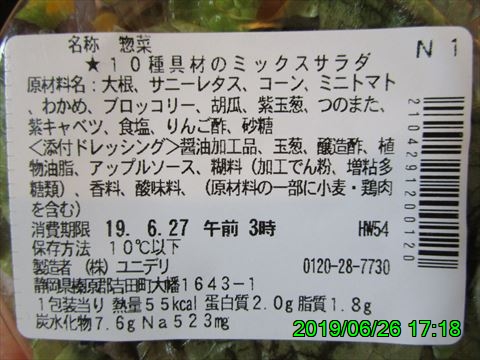 名称 惣菜
N 1
★10種具材のミックスサラダ
原材料名：大根、サニーレタス、コーン、ミニトマト
、わかめ、ブロッコリー、胡瓜、紫玉葱、つのまた、
紫キャベツ、食塩、りんご酢、砂糖
〈添付ドレッシング〉醤油加工品、玉葱、醸造酢、植
物油脂、アップルソース、糊料（加工でん粉、増粘多
糖類）、香料、酸味料、（原材料の一部に小麦・鶏肉
を含む）
消費期限 19. 6.27 午前 3時 HW54
保存方法 10℃以下
製造者（株）ユニデリ 0120-28-7730
静岡県榛原郡吉田町大幡1643-1
1包装当り 熱量55kcal 蛋白質2.0g脂質1.8g
炭水化物7.6g Na523mg
2104291200120
2019/06/26 17:18